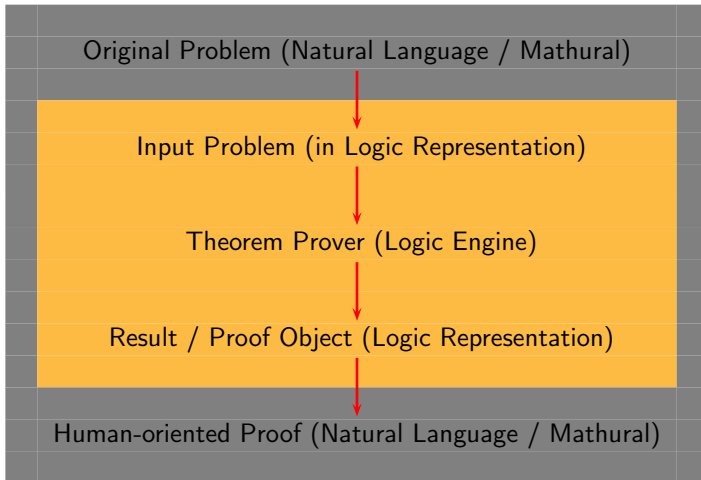 Original Problem (Natural Language / Mathural)
Input Problem (in Logic Representation)
Theorem Prover (Logic Engine)
Result / Proof Object (Logic Representation)
Human-oriented Proof (Natural Language / Mathural)